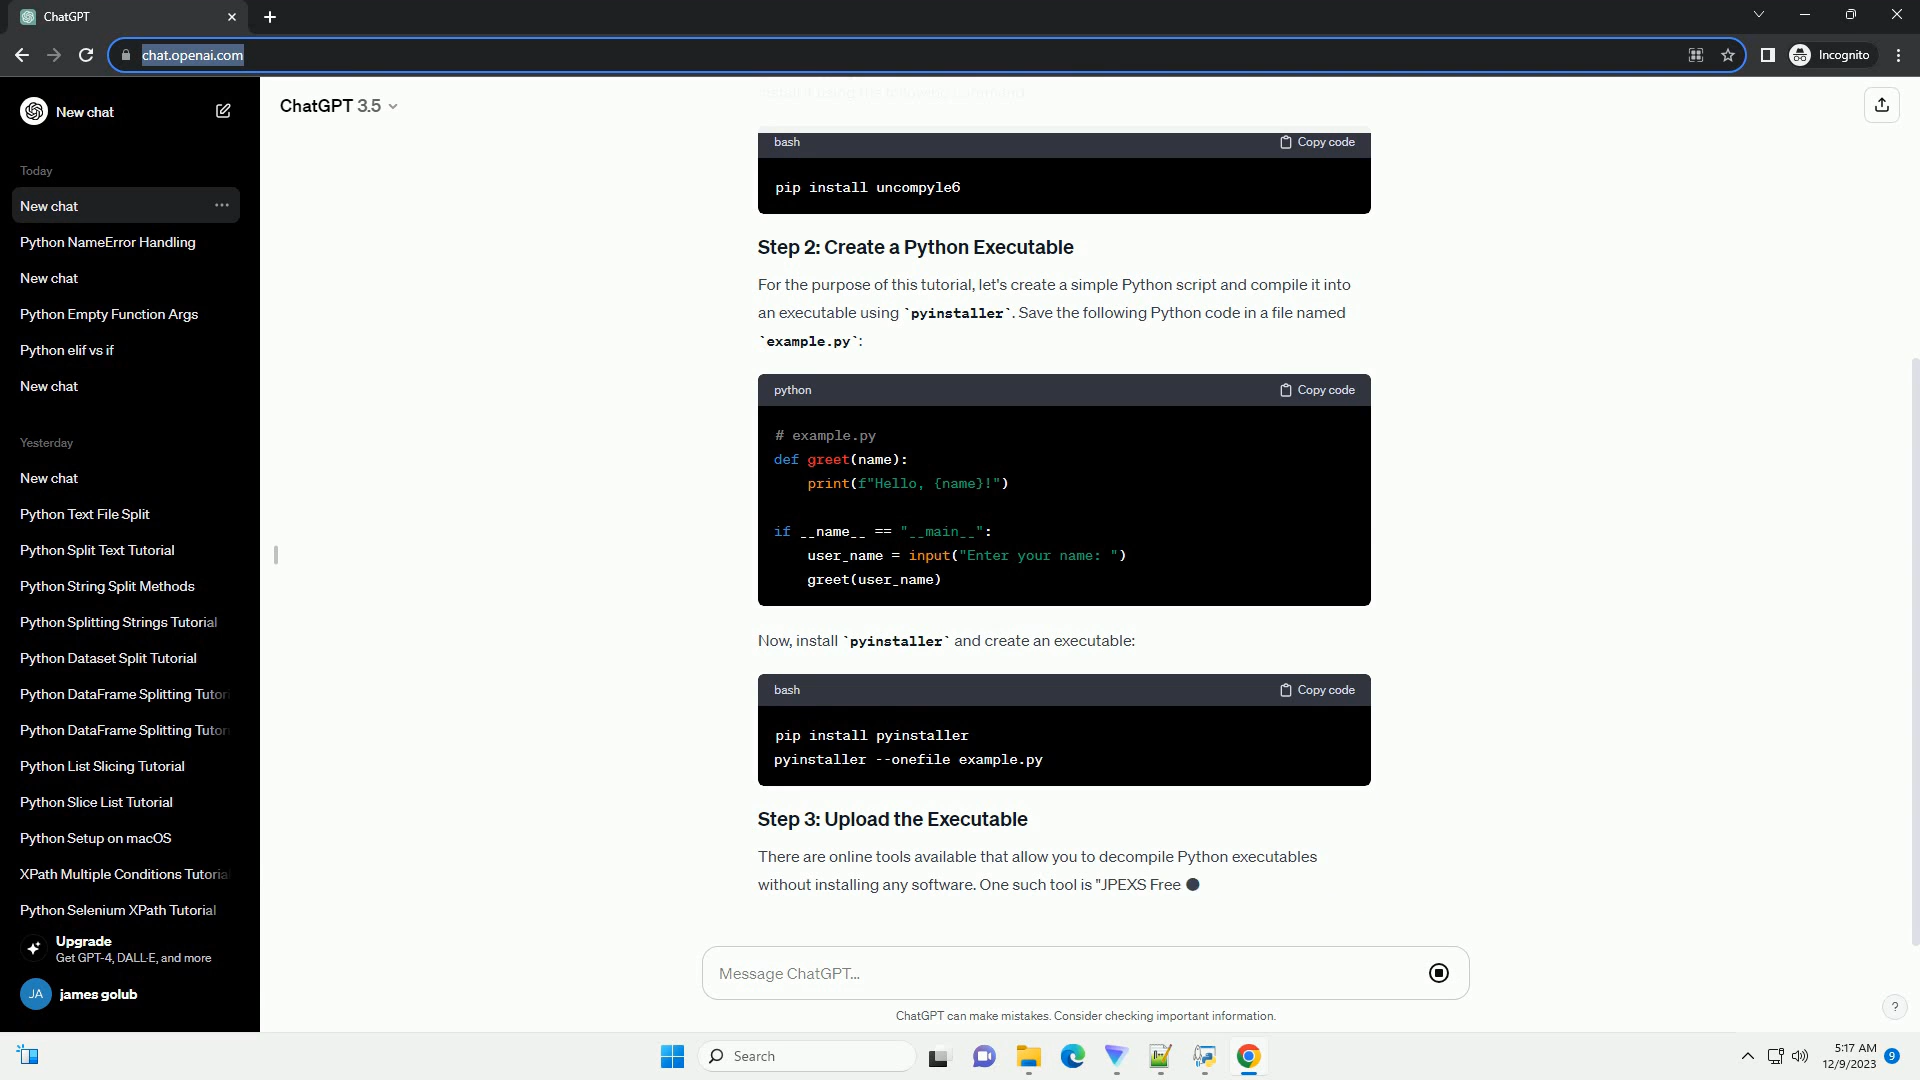 ChatGPT
chat.openai.com
Incognito
New chat
Today
New chat
Python NameError Handling
New chat
Python Empty Function Args
Python elif vs if
New chat
Yesterday
New chat
Python Text File Split
Python Split Text Tutorial
Python String Split Methods
Python Splitting Strings Tutorial
Python Dataset Split Tutorial
Python DataFrame Splitting Tutori
Python DataFrame Splitting Tutori
Python List Slicing Tutorial
Python Slice List Tutorial
Python Setup on macOS
XPath Multiple Conditions Tutorial
Python Selenium XPath Tutorial
Upgrade
Get GPT-4, DALL·E, and more
JA
james golub
ChatGPT 3.5
install it using the following command:
bash
Copy code
pip install uncompyle6
Step 2: Create a Python Executable
For the purpose of this tutorial, let's create a simple Python script and compile it into
an executable using `pyinstaller`. Save the following Python code in a file named
`example.py`:
python
Copy code
# example.py
def greet(name):
    print(f"Hello, {name}!")
if __name__ == "__main__":
    user_name = input("Enter your name: ")
    greet(user_name)
Now, install `pyinstaller` and create an executable:
bash
Copy code
pip install pyinstaller
pyinstaller --onefile example.py
Step 3: Upload the Executable
There are online tools available that allow you to decompile Python executables
without installing any software. One such tool is "JPEXS Free
Message ChatGPT...
ChatGPT can make mistakes. Consider checking important information.
?
Search
5:17 AM
12/9/2023
9